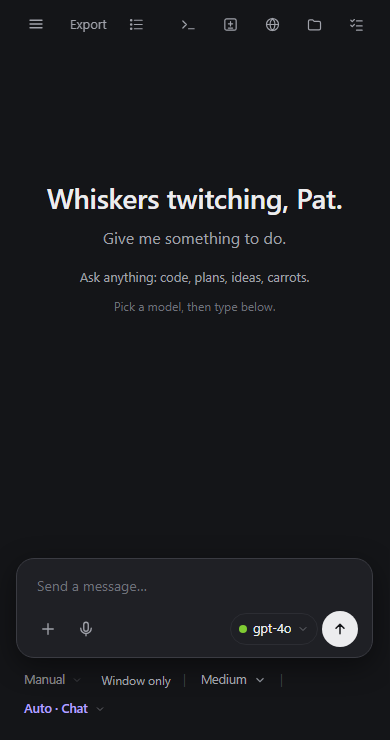 Export
Whiskers twitching, Pat.
Give me something to do.
Ask anything: code, plans, ideas, carrots.
Pick a model, then type below.
Send a message...
gpt-4o
Manual Window only Medium
Auto · Chat